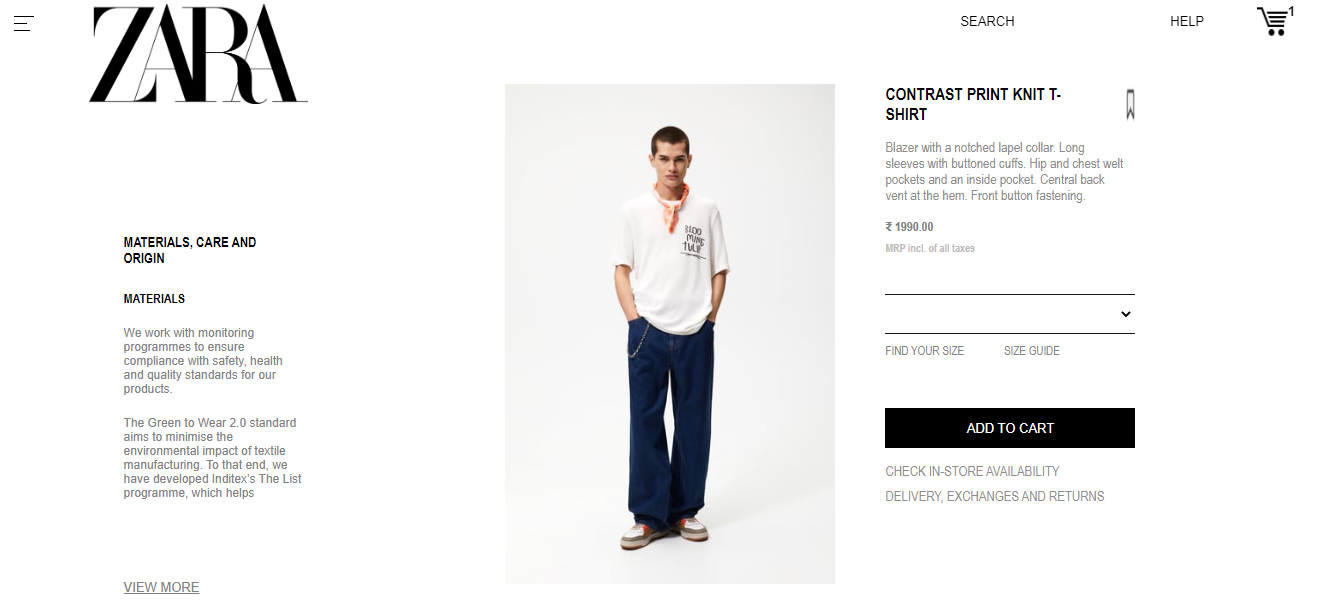 ZARA
SEARCH
HELP
1
MATERIALS, CARE AND
ORIGIN
MATERIALS
We work with monitoring
programmes to ensure
compliance with safety, health
and quality standards for our
products.
The Green to Wear 2.0 standard
aims to minimise the
environmental impact of textile
manufacturing. To that end, we
have developed Inditex's The List
programme, which helps
VIEW MORE
BLOO
MING
TULIP
CONTRAST PRINT KNIT T-
SHIRT
Blazer with a notched lapel collar. Long
sleeves with buttoned cuffs. Hip and chest welt
pockets and an inside pocket. Central back
vent at the hem. Front button fastening.
₹ 1990.00
MRP incl. of all taxes
FIND YOUR SIZE
SIZE GUIDE
ADD TO CART
CHECK IN-STORE AVAILABILITY
DELIVERY, EXCHANGES AND RETURNS